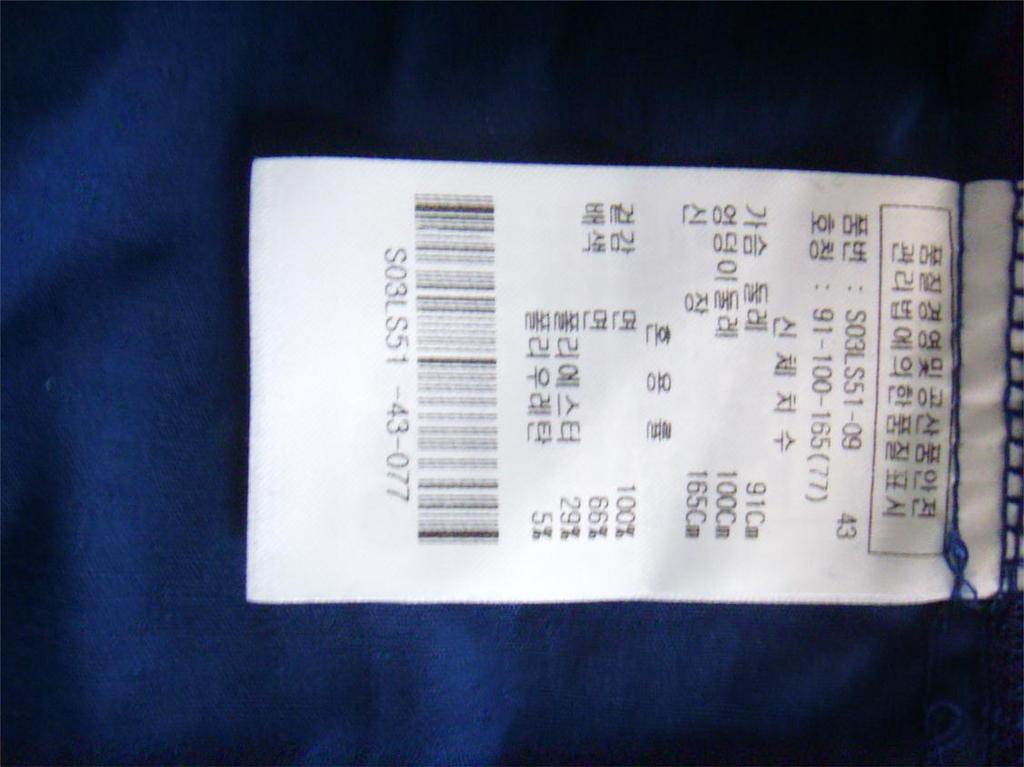 품질경영및공산품안전
관리법에의한품질표시
품번 : S03LS51-09 43
호칭 : 91-100-165(77)
신 체 치 수
가슴 둘레 91Cm
엉덩이둘레 100Cm
신 장 165Cm
혼 용 률
겉감 면 100%
배색 면 66%
폴리에스터 29%
폴리우레탄 5%
S03LS51 -43-077